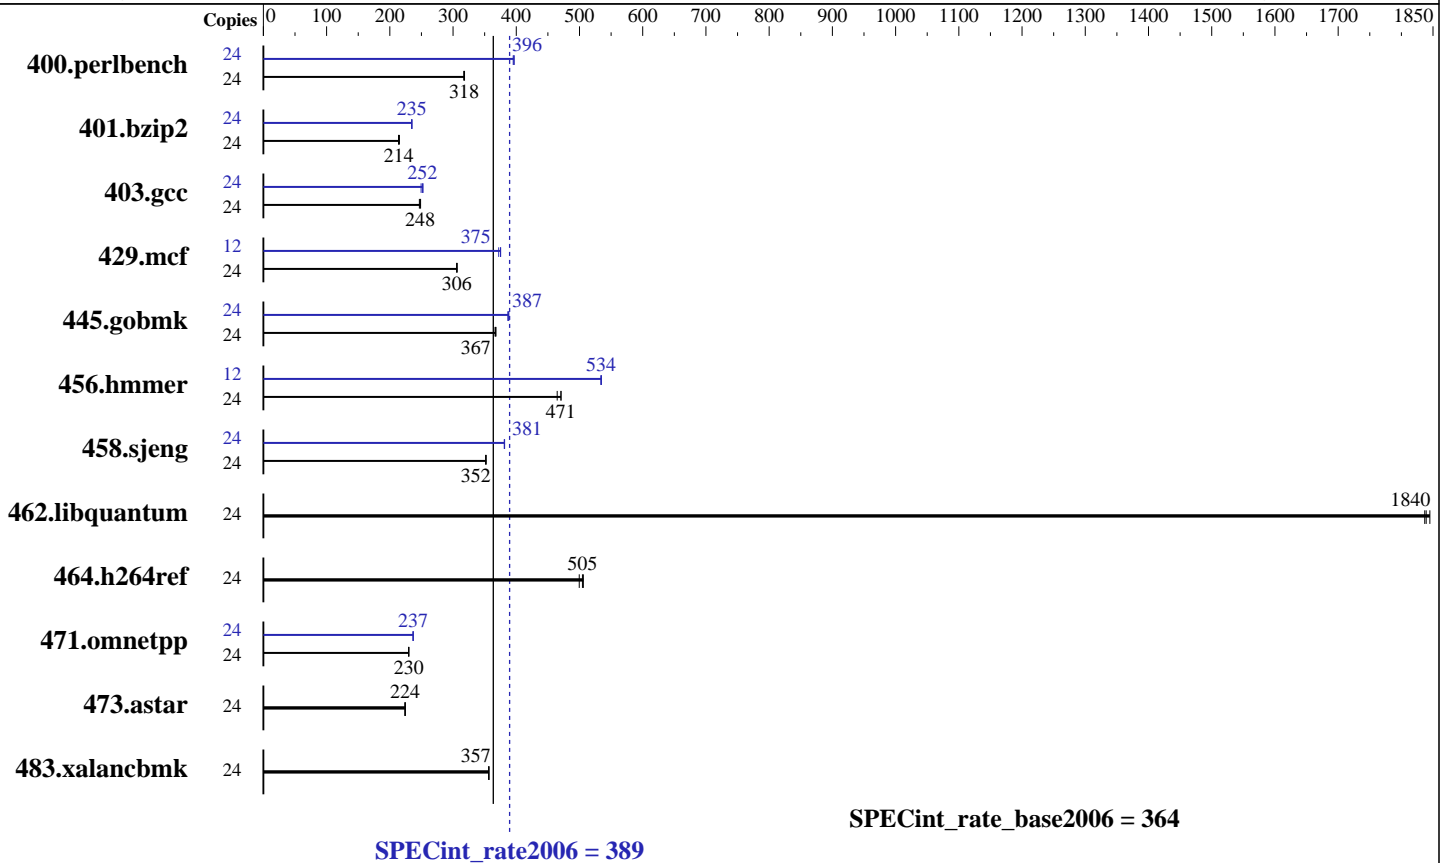 Copies 0 100 200 300 400 500 600 700 800 900 1000 1100 1200 1300 1400 1500 1600 1700 1850
400.perlbench 24 396
24 318
401.bzip2 24 235
24 214
403.gcc 24 252
24 248
429.mcf 12 375
24 306
445.gobmk 24 387
24 367
456.hmmer 12 534
24 471
458.sjeng 24 381
24 352
462.libquantum 24 1840
464.h264ref 24 505
471.omnetpp 24 237
24 230
473.astar 24 224
483.xalancbmk 24 357
SPECint_rate_base2006 = 364
SPECint_rate2006 = 389